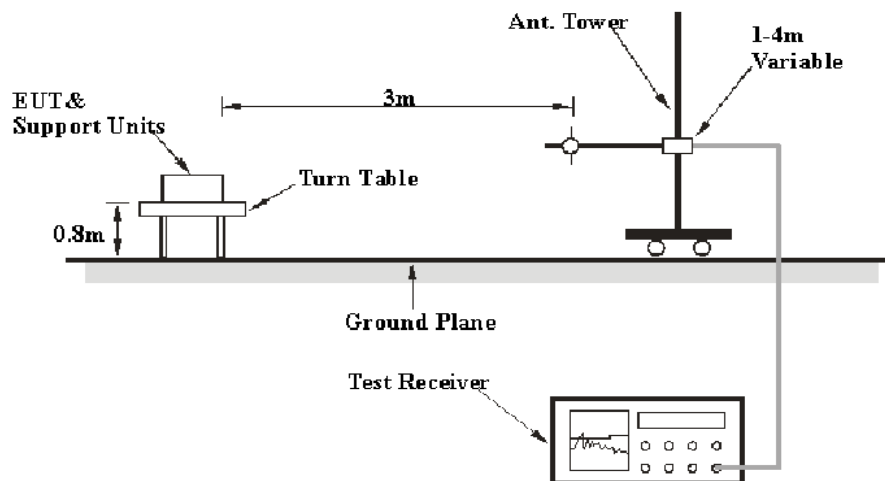 Ant. Tower
1-4m
Variable
3m
EUT&
Support Units
Turn Table
0.8m
Ground Plane
Test Receiver